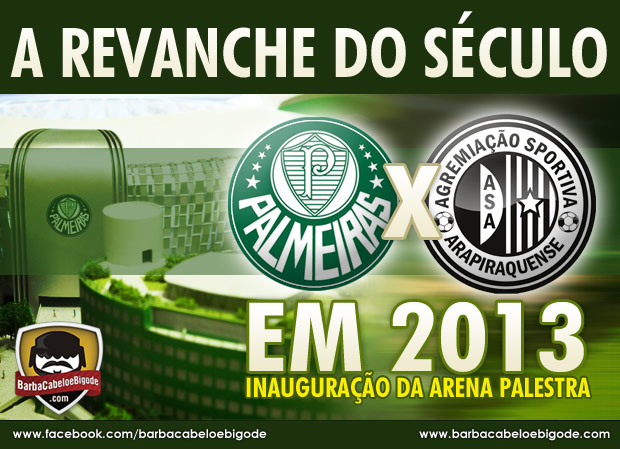 A REVANCHE DO SÉCULO
P
PALMEIRAS
X
AGREMIAÇÃO SPORTIVA
ASA
ARAPIRAQUENSE
EM 2013
INAUGURAÇÃO DA ARENA PALESTRA
BarbaCabeloeBigode
.com
www.facebook.com/barbacabeloebigode
www.barbacabeloebigode.com